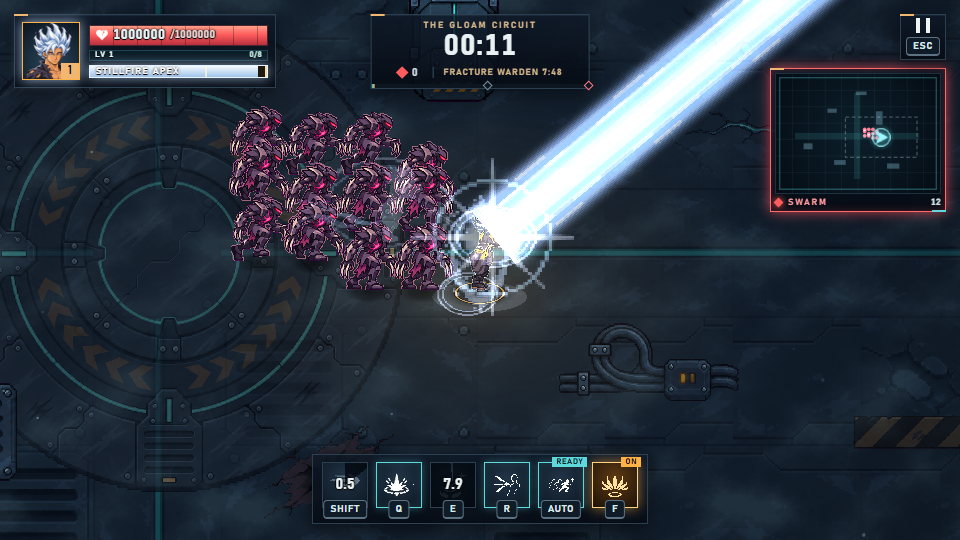 1000000 /1000000
LV 1
0/8
1
STILLFIRE APEX
THE GLOAM CIRCUIT
00:11
0
FRACTURE WARDEN 7:48
ESC
SWARM
12
READY
ON
0.5
7.9
SHIFT
Q
E
R
AUTO
F